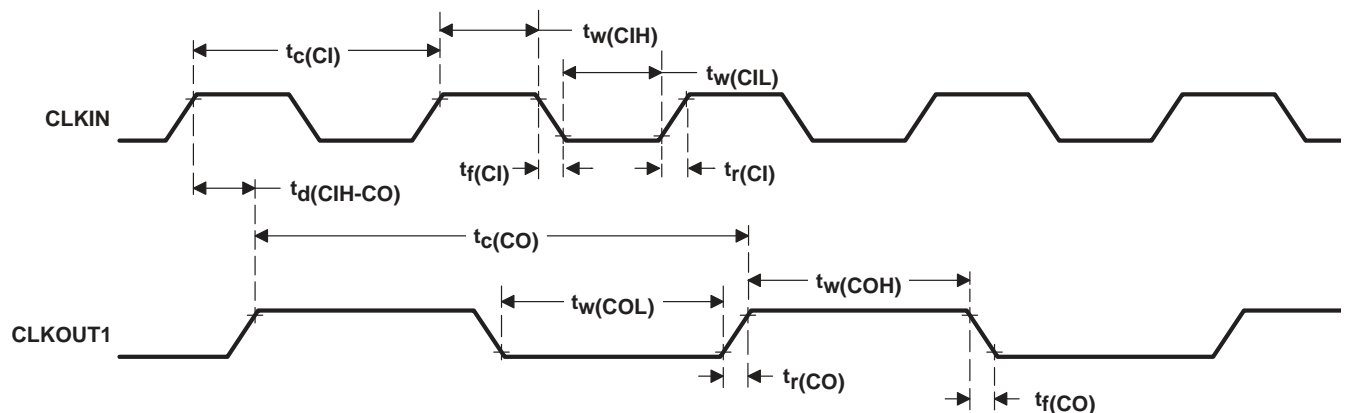 tw(CIH)
tc(CI)
tw(CIL)
CLKIN
tf(CI)
tr(CI)
td(CIH-CO)
tc(CO)
tw(COH)
tw(COL)
CLKOUT1
tr(CO)
tf(CO)